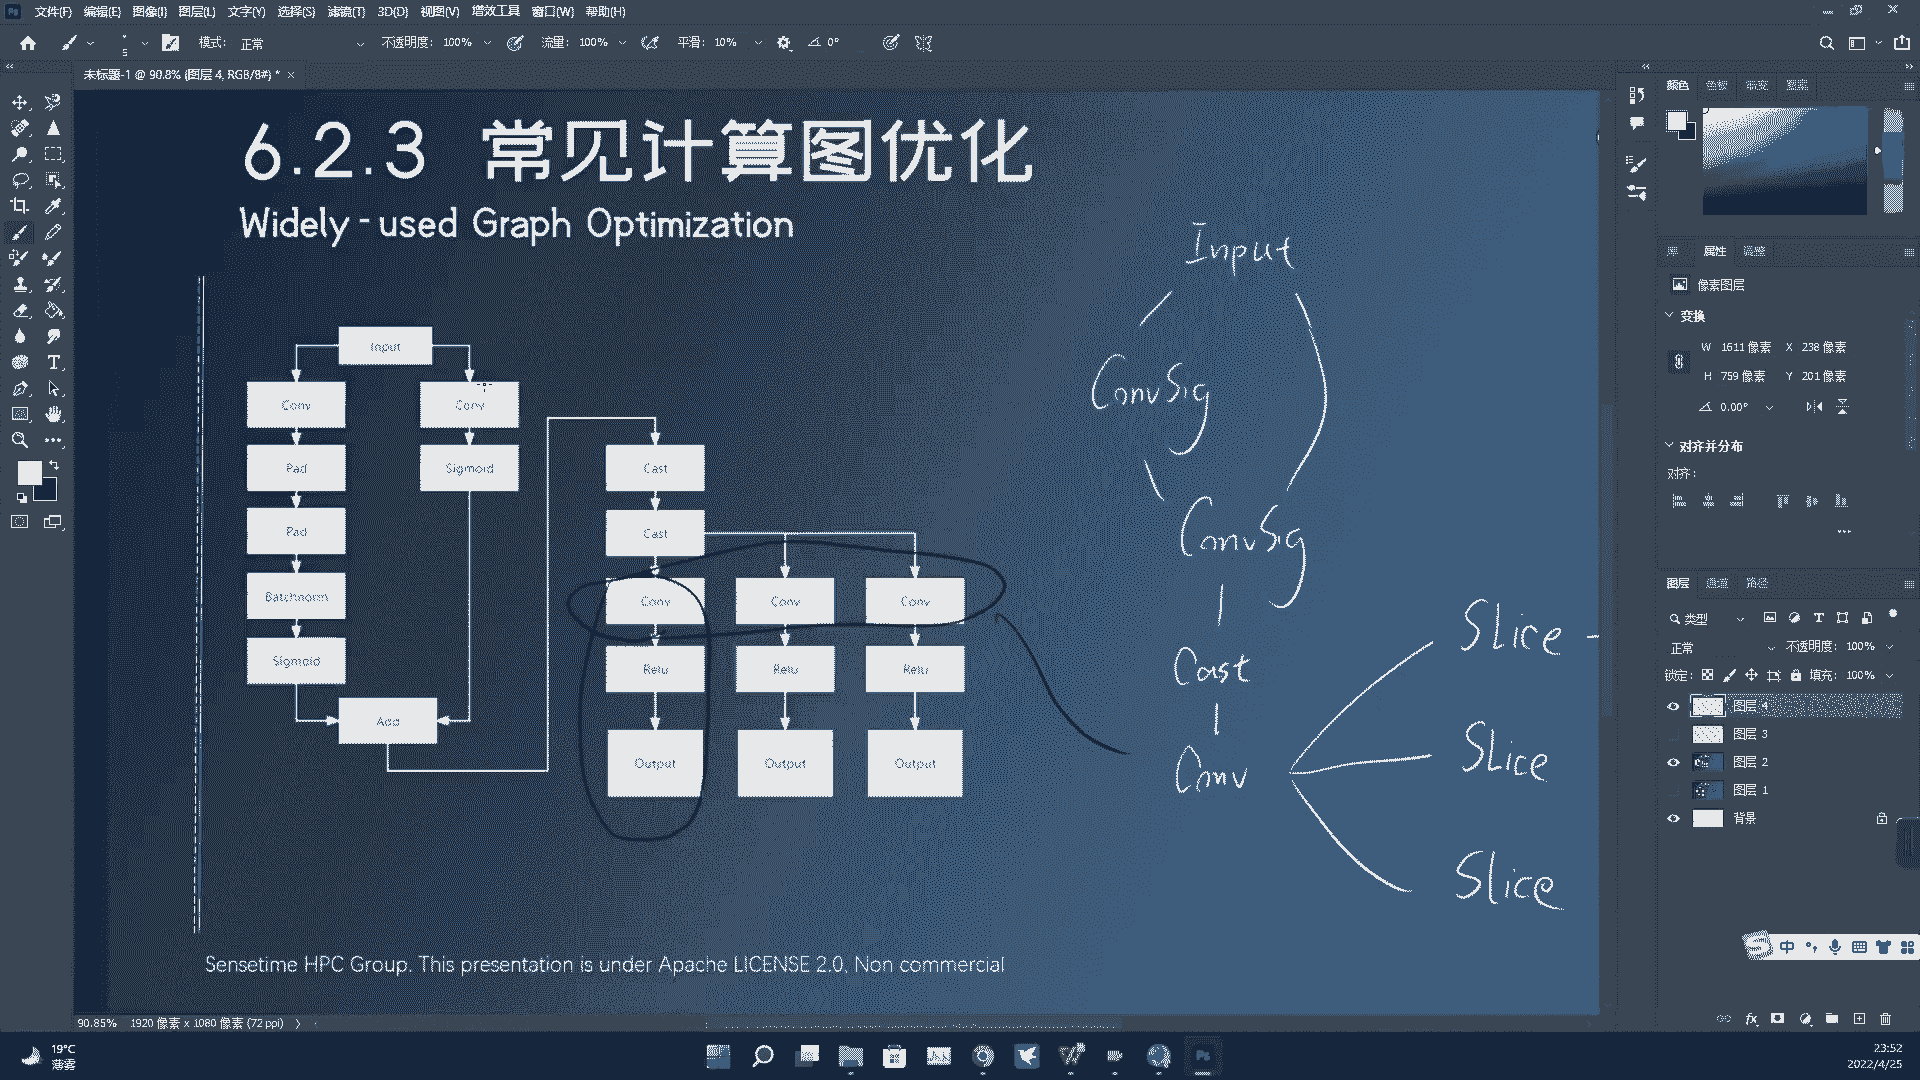 文件(F) 编辑(E) 图像(I) 图层(L) 文字(Y) 选择(S) 滤镜(T) 3D(D) 视图(V) 增效工具 窗口(W) 帮助(H)
5 模式: 正常 不透明度: 100% 流量: 100% 平滑: 10% 0°
未标题-1 @ 90.8% (图层 4, RGB/8#) * ×
6.2.3 常见计算图优化
Widely-used Graph Optimization
Input
Conv Conv
Pad Sigmoid
Pad
Batchnorm
Sigmoid
Add
Cast
Cast
Conv Conv Conv
Relu Relu Relu
Output Output Output
Input
ConvSig
ConvSig
Cast
Conv
Slice -
Slice
Slice
Sensetime HPC Group. This presentation is under Apache LICENSE 2.0, Non commercial
颜色 色板 渐变 图案
库 属性 调整
像素图层
变换
W 1611 像素 X 238 像素
H 759 像素 Y 201 像素
0.00°
对齐并分布
对齐:
图层 通道 路径
类型
正常 不透明度: 100%
锁定: 填充: 100%
图层 4
图层 3
图层 2
图层 1
背景
fx
中
90.85% 1920 像素 x 1080 像素 (72 ppi)
19°C
薄雾
Ps
23:52
2022/4/25